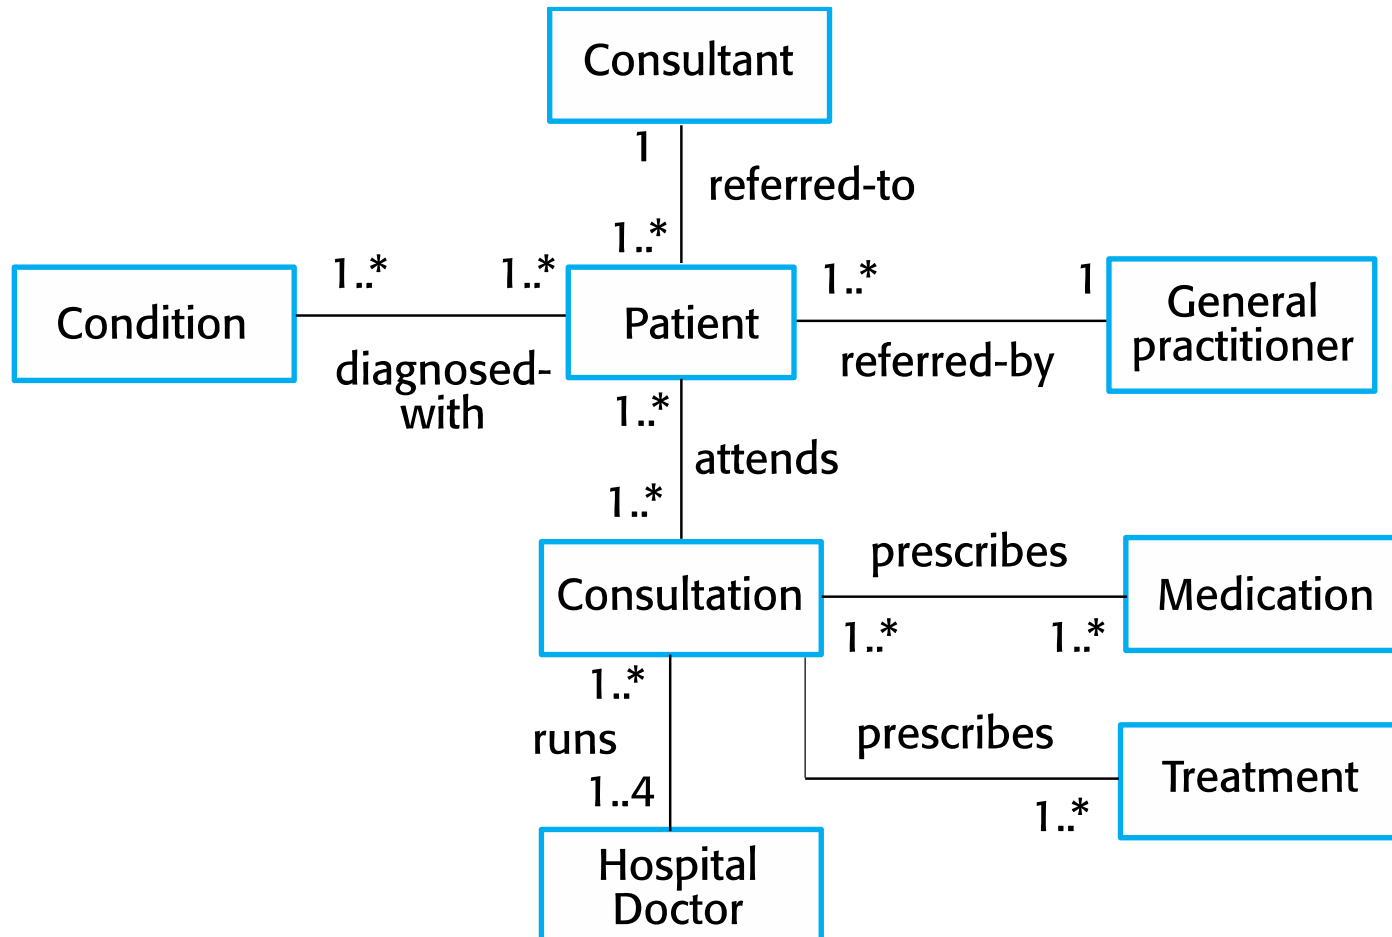 Consultant
1
referred-to
1..*
1..*
1..*
1..*
1
Condition
Patient
General
practitioner
diagnosed-
with
referred-by
1..*
attends
1..*
prescribes
Consultation
Medication
1..*
1..*
1..*
runs
prescribes
1..4
Treatment
1..*
Hospital
Doctor